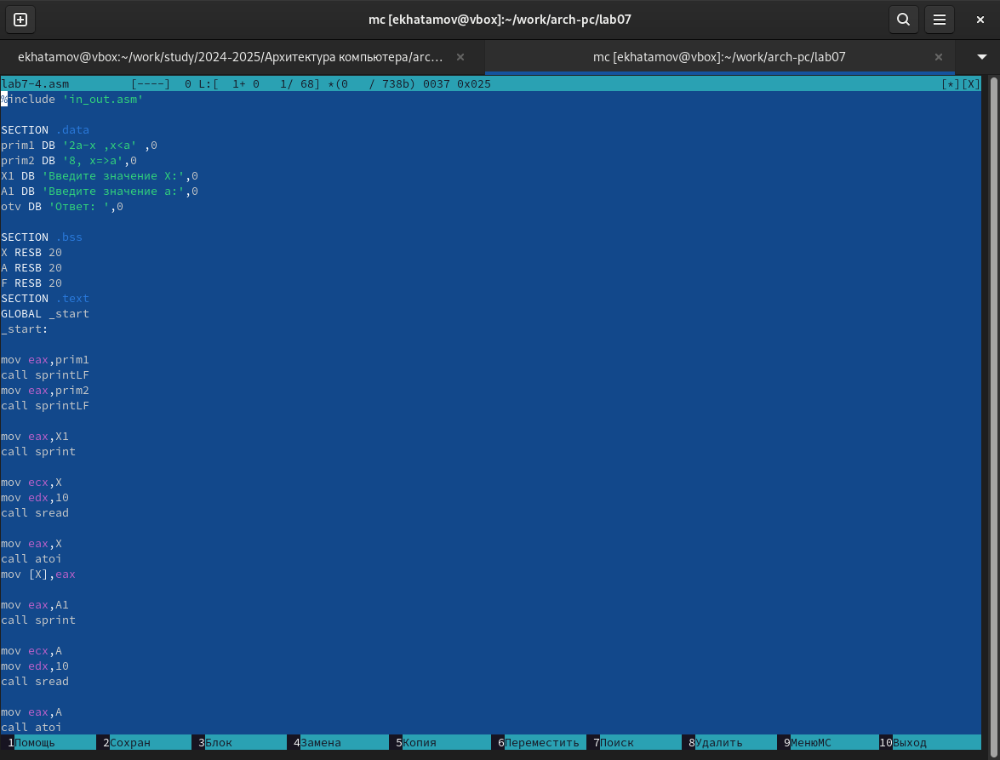 mc [ekhatamov@vbox]:~/work/arch-pc/lab07
ekhatamov@vbox:~/work/study/2024-2025/Архитектура компьютера/arc…
mc [ekhatamov@vbox]:~/work/arch-pc/lab07
lab7-4.asm [----] 0 L:[ 1+ 0 1/ 68] *(0 / 738b) 0037 0x025 [*][X]
%include 'in_out.asm'
SECTION .data
prim1 DB '2a-x ,x<a' ,0
prim2 DB '8, x=>a',0
X1 DB 'Введите значение X:',0
A1 DB 'Введите значение a:',0
otv DB 'Ответ: ',0
SECTION .bss
X RESB 20
A RESB 20
F RESB 20
SECTION .text
GLOBAL _start
_start:
mov eax,prim1
call sprintLF
mov eax,prim2
call sprintLF
mov eax,X1
call sprint
mov ecx,X
mov edx,10
call sread
mov eax,X
call atoi
mov [X],eax
mov eax,A1
call sprint
mov ecx,A
mov edx,10
call sread
mov eax,A
call atoi
1Помощь 2Сохран 3Блок 4Замена 5Копия 6Переместить 7Поиск 8Удалить 9МенюMC 10Выход